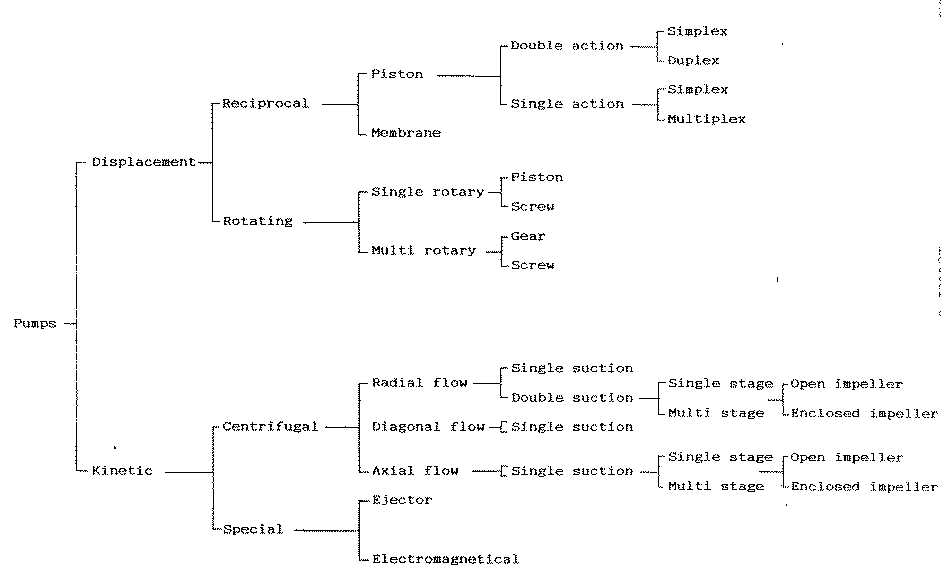 Simplex
Double action
Duplex
Piston
Simplex
Reciprocal
Single action
Multiplex
Membrane
Displacement
Piston
Single rotary
Screw
Rotating
Gear
Multi rotary
Screw
Pumps
Single suction
Radial flow
Single stage
Open impeller
Double suction
Multi stage
Enclosed impeller
Centrifugal
Diagonal flow
Single suction
Single stage
Open impeller
Kinetic
Axial flow
Single suction
Multi stage
Enclosed impeller
Ejector
Special
Electromagnetical